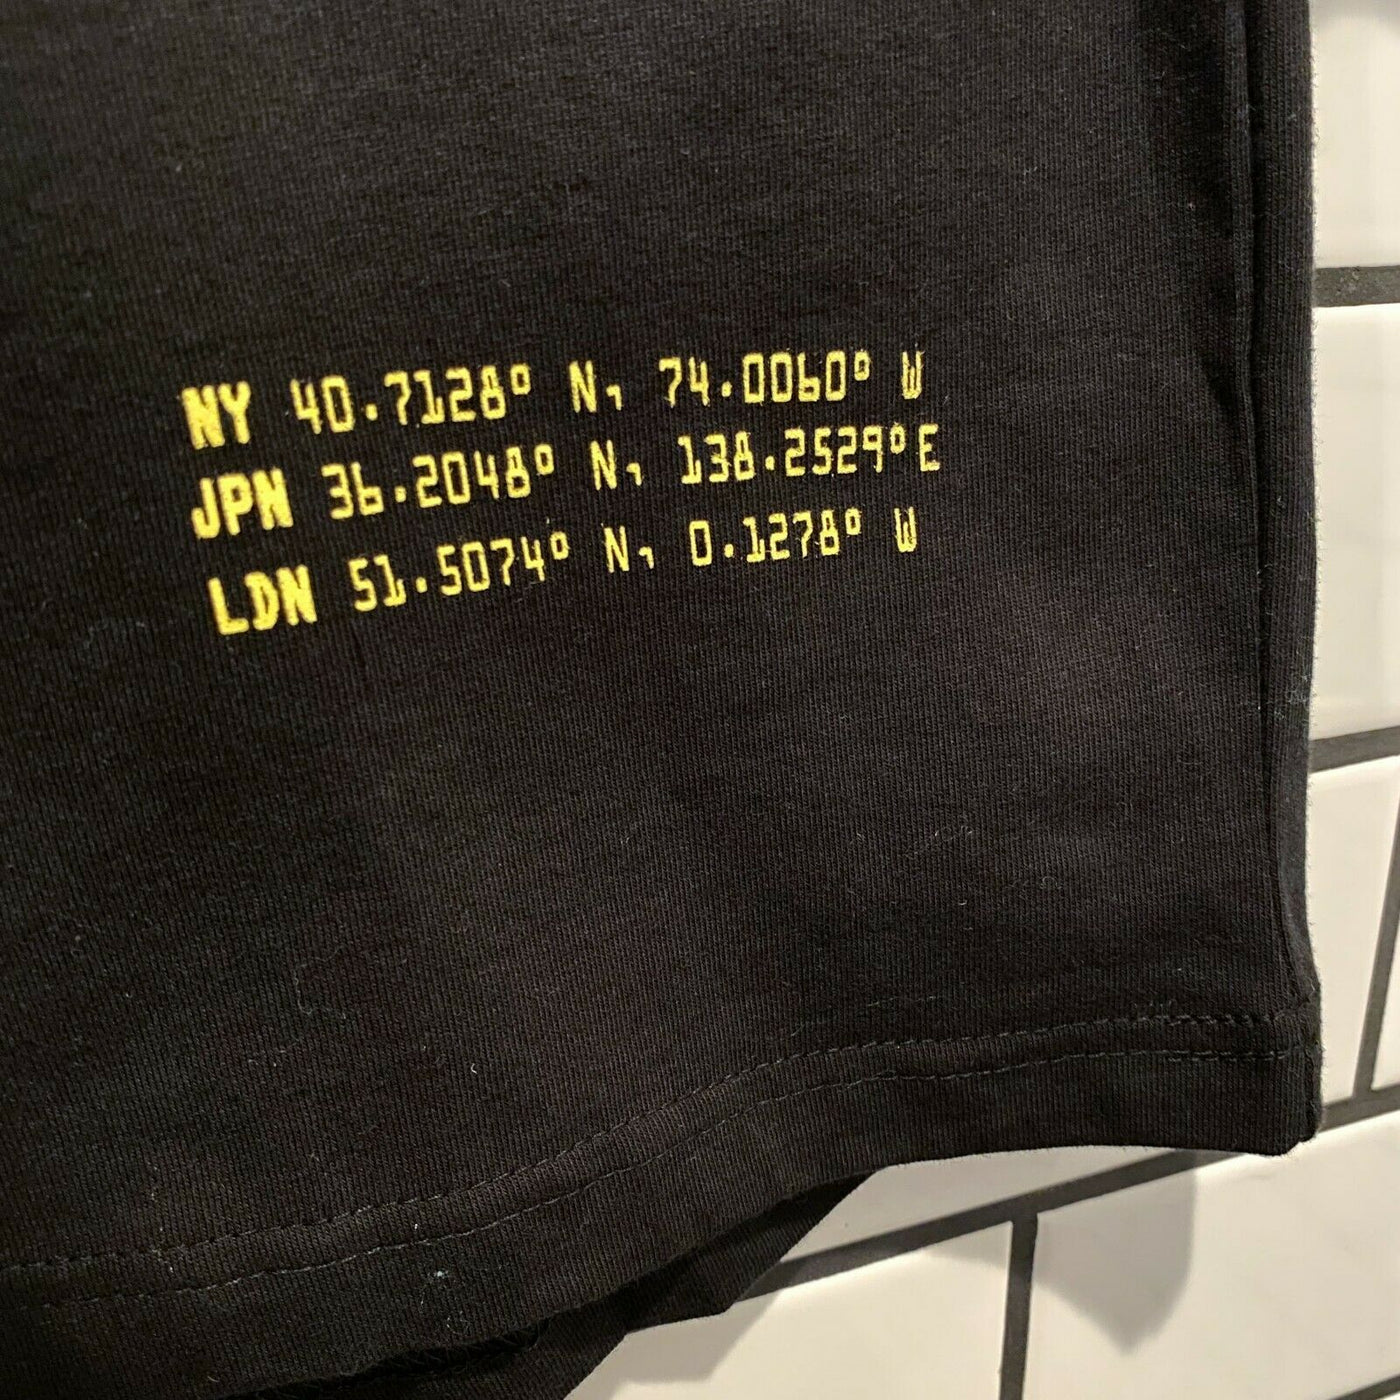 NY 40.7128° N, 74.0060° W
JPN 36.2048° N, 138.2529° E
LDN 51.5074° N, 0.1278° W